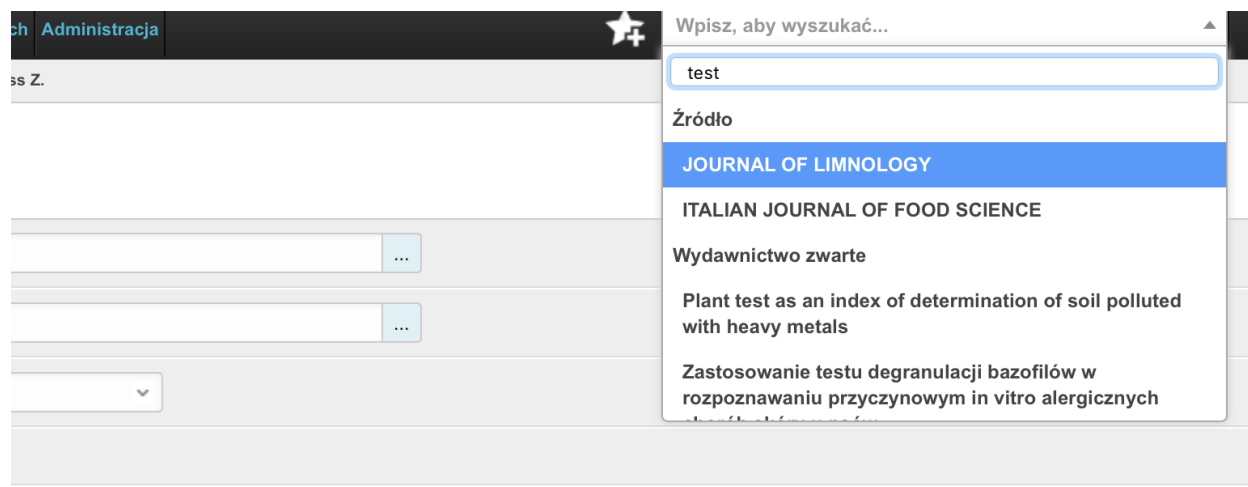 ch Administracja
Wpisz, aby wyszukać...
ss Z.
test
Źródło
JOURNAL OF LIMNOLOGY
ITALIAN JOURNAL OF FOOD SCIENCE
Wydawnictwo zwarte
...
Plant test as an index of determination of soil polluted
with heavy metals
...
Zastosowanie testu degranulacji bazofilów w
rozpoznawaniu przyczynowym in vitro alergicznych